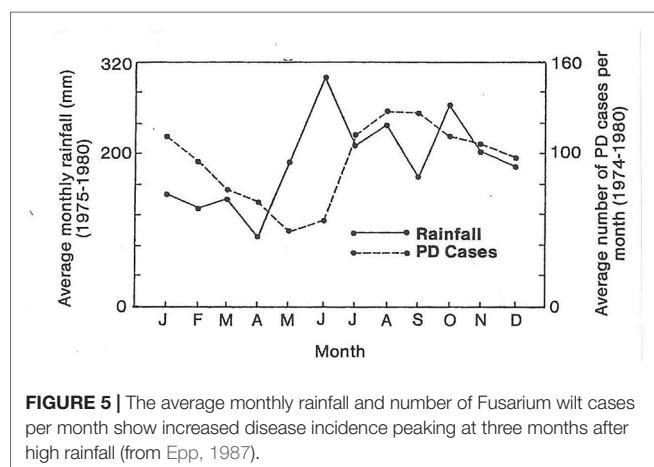 320
200
0
Average monthly rainfall (mm)
(1975-1980)
160
100
0
Average number of PD cases per
month (1974-1980)
Rainfall
PD Cases
J F M A M J J A S O N D
Month
FIGURE 5 | The average monthly rainfall and number of Fusarium wilt cases
per month show increased disease incidence peaking at three months after
high rainfall (from Epp, 1987).